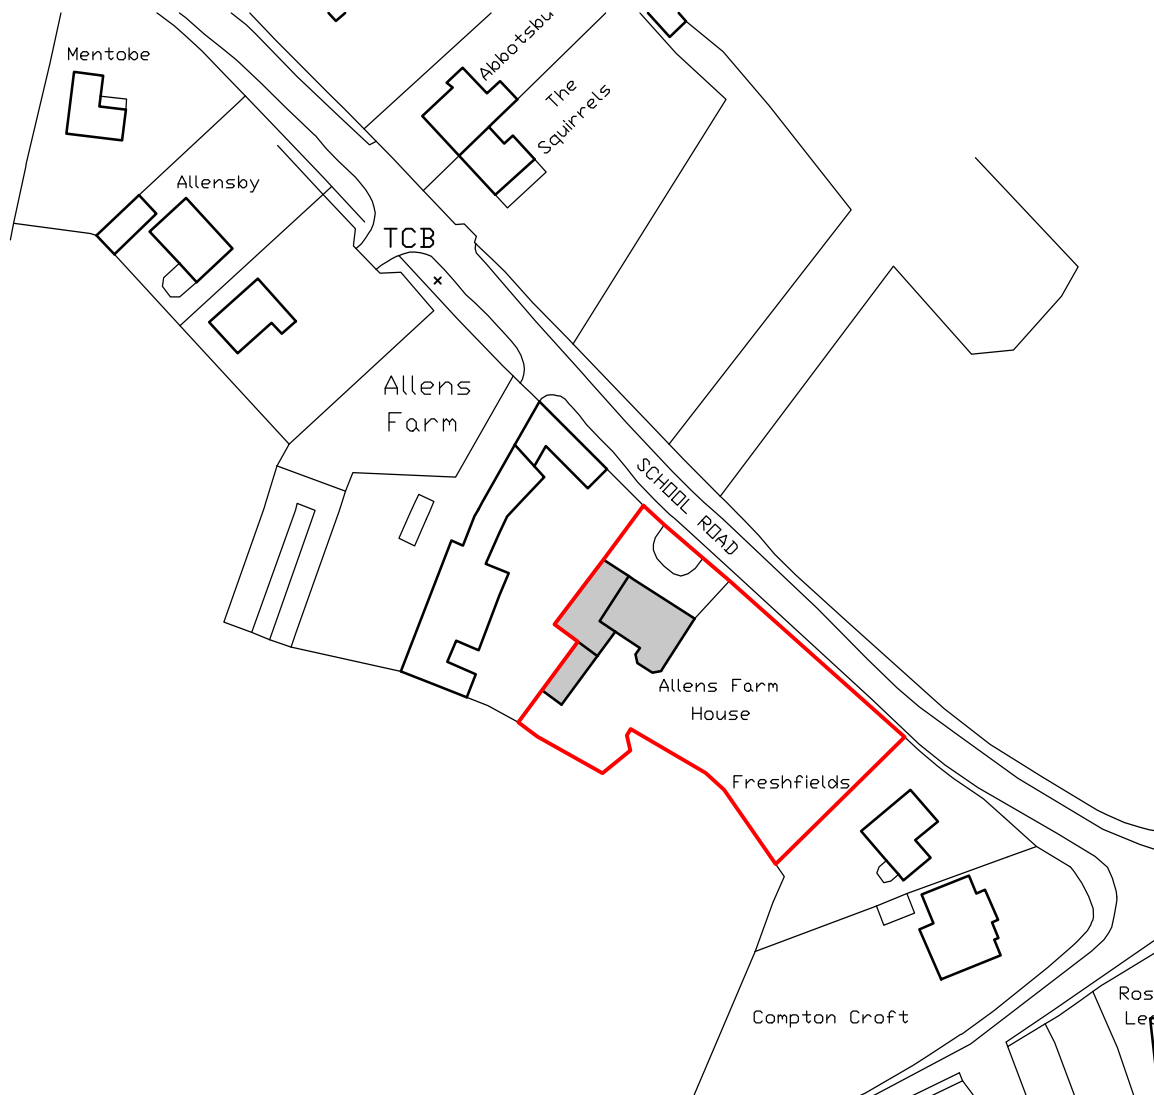 Mentobe
Abbotsbu
The
Squirrels
Allensby
TCB
Allens
Farm
SCHOOL ROAD
Allens Farm
House
Freshfields
Compton Croft
Ros
Le